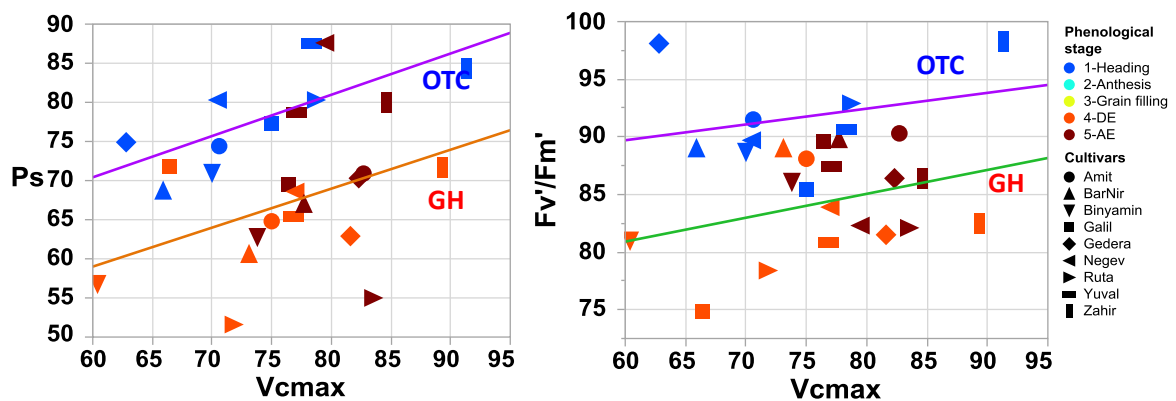 90
85
80
75
70
65
60
55
50
Ps
OTC
GH
60 65 70 75 80 85 90 95
Vcmax
100
95
90
85
80
75
Fv'/Fm'
OTC
GH
60 65 70 75 80 85 90 95
Vcmax
Phenological
stage
1-Heading
2-Anthesis
3-Grain filling
4-DE
5-AE
Cultivars
Amit
BarNir
Binyamin
Galil
Gedera
Negev
Ruta
Yuval
Zahir